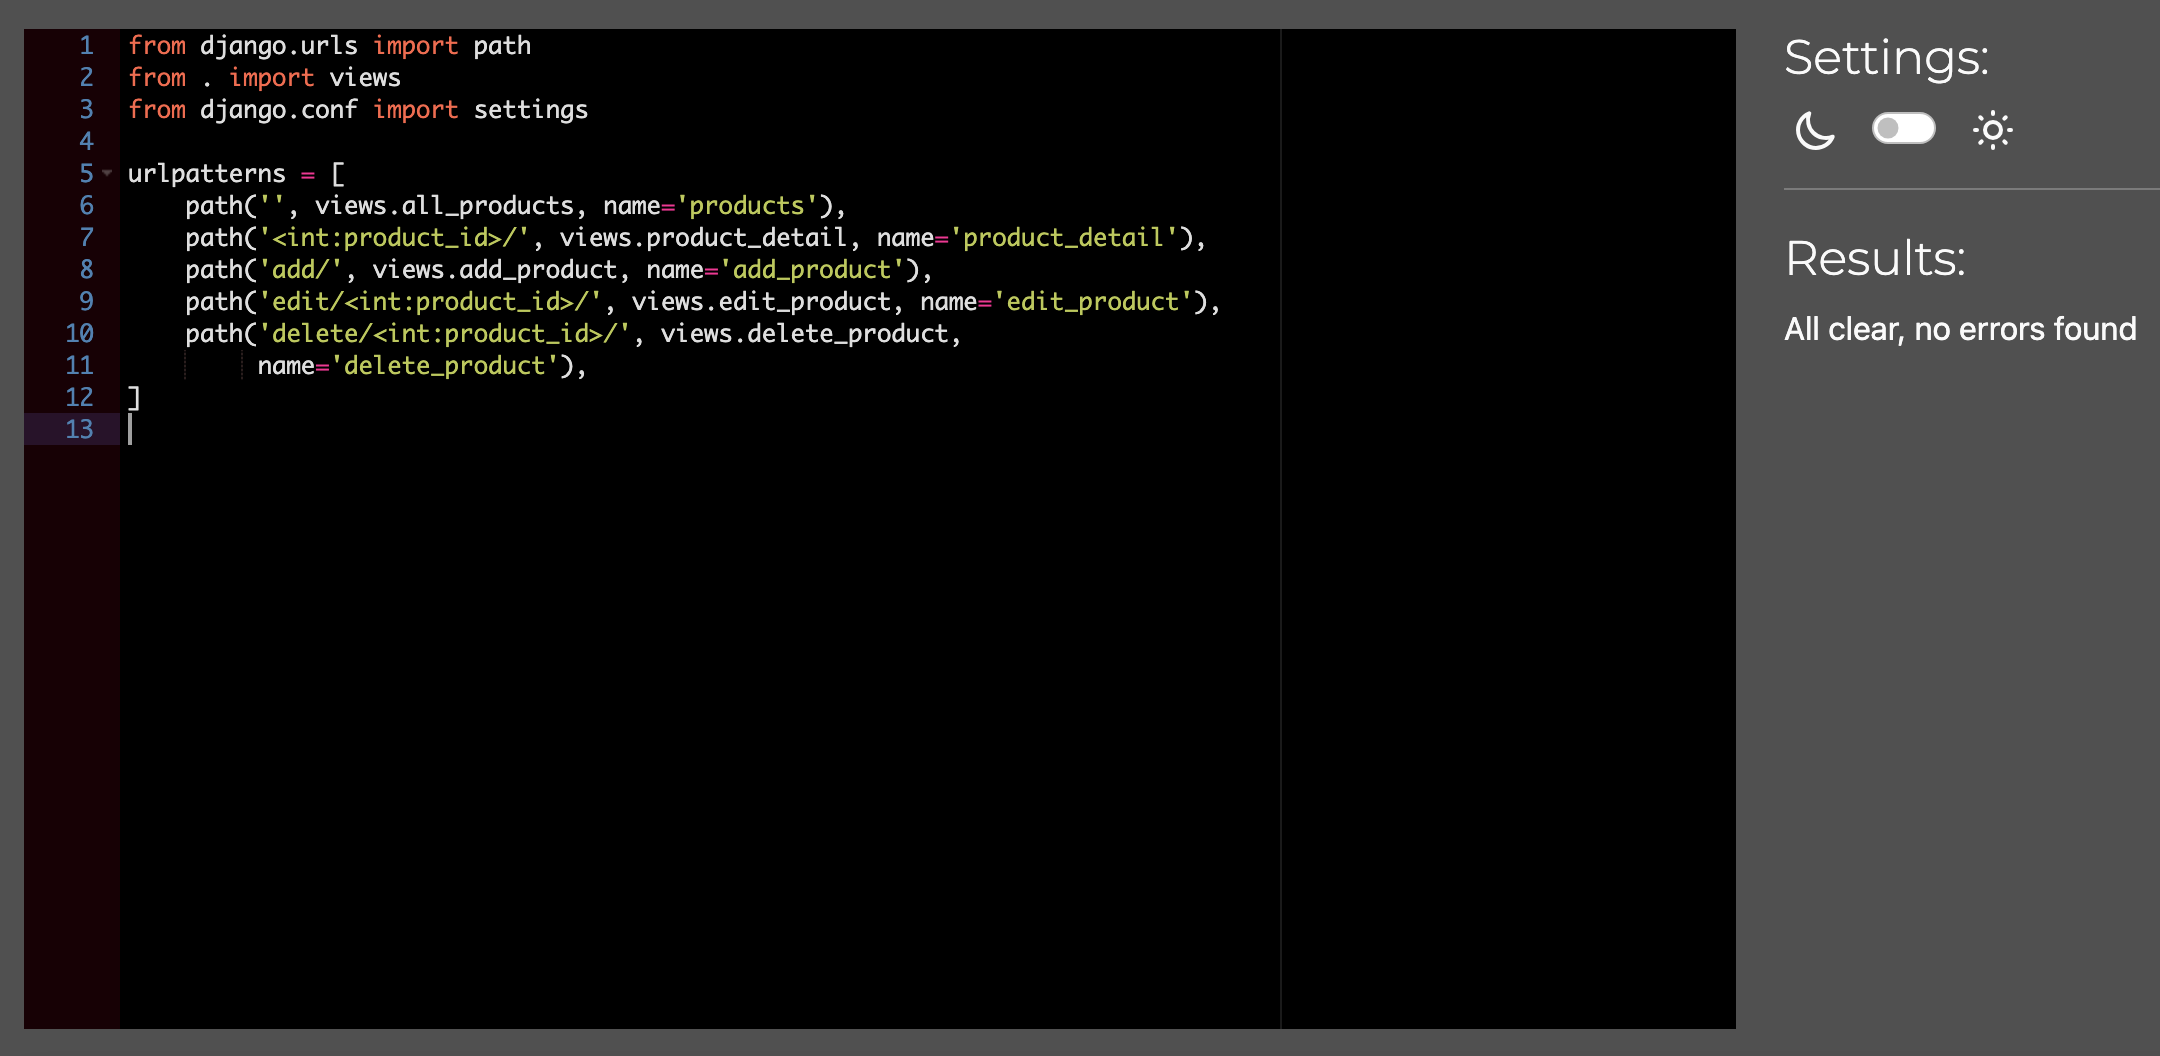 1 from django.urls import path
2 from . import views
3 from django.conf import settings
4
5 urlpatterns = [
6     path('', views.all_products, name='products'),
7     path('<int:product_id>/', views.product_detail, name='product_detail'),
8     path('add/', views.add_product, name='add_product'),
9     path('edit/<int:product_id>/', views.edit_product, name='edit_product'),
10     path('delete/<int:product_id>/', views.delete_product,
11          name='delete_product'),
12 ]
13
Settings:
Results:
All clear, no errors found